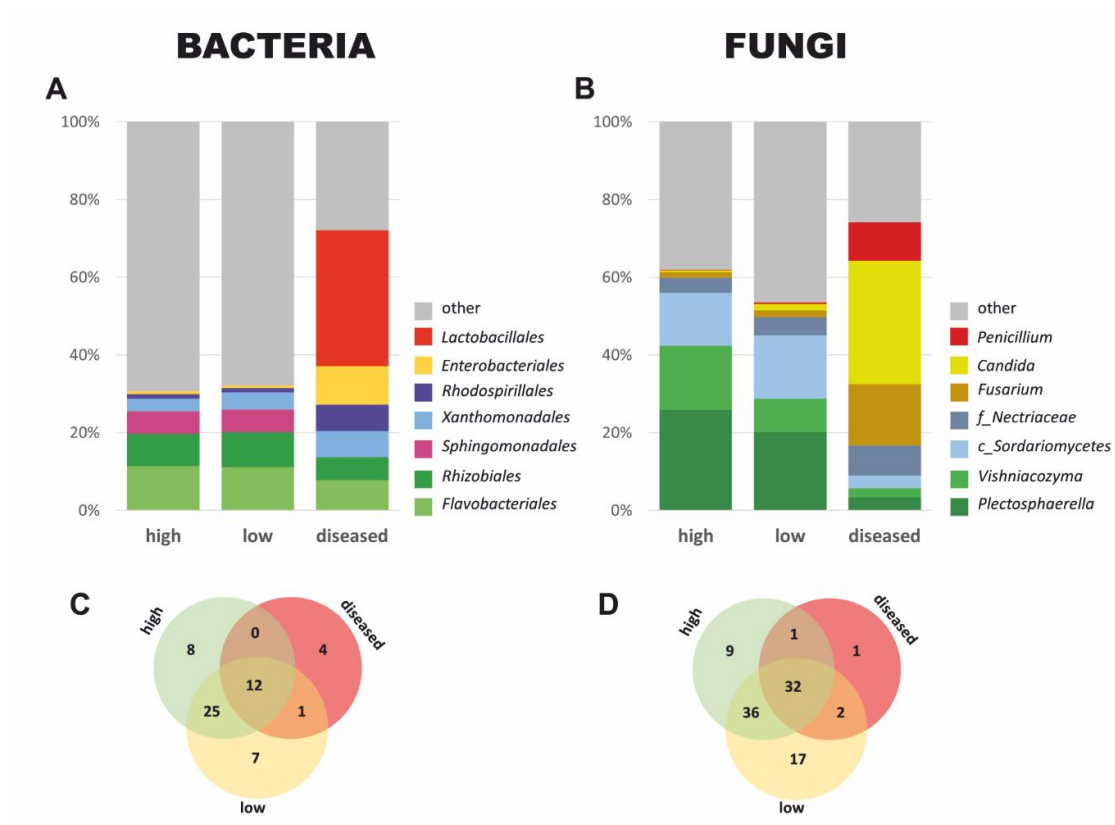 BACTERIA
FUNGI
A
100%
80%
60%
40%
20%
0%
high
low
diseased
other
Lactobacillales
Enterobacteriales
Rhodospirillales
Xanthomonadales
Sphingomonadales
Rhizobiales
Flavobacteriales
B
100%
80%
60%
40%
20%
0%
high
low
diseased
other
Penicillium
Candida
Fusarium
f_Nectriaceae
c_Sordariomycetes
Vishniacozyma
Plectosphaerella
C
high
diseased
8
0
4
12
25
1
7
low
D
high
diseased
9
1
1
32
36
2
17
low